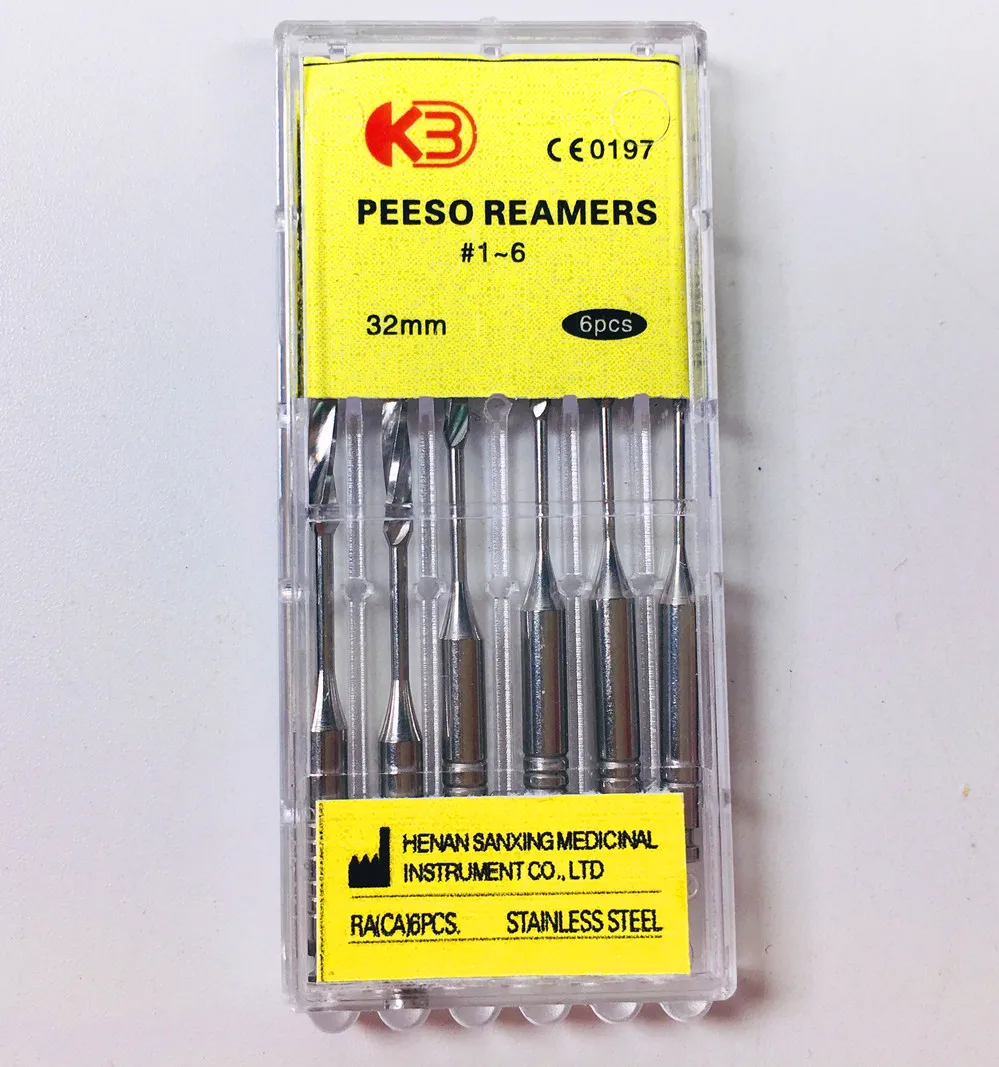 K3
CE 0197
PEESO REAMERS
#1~6
32mm 6pcs
HENAN SANXING MEDICINAL
INSTRUMENT CO., LTD
RA(CA)6PCS. STAINLESS STEEL